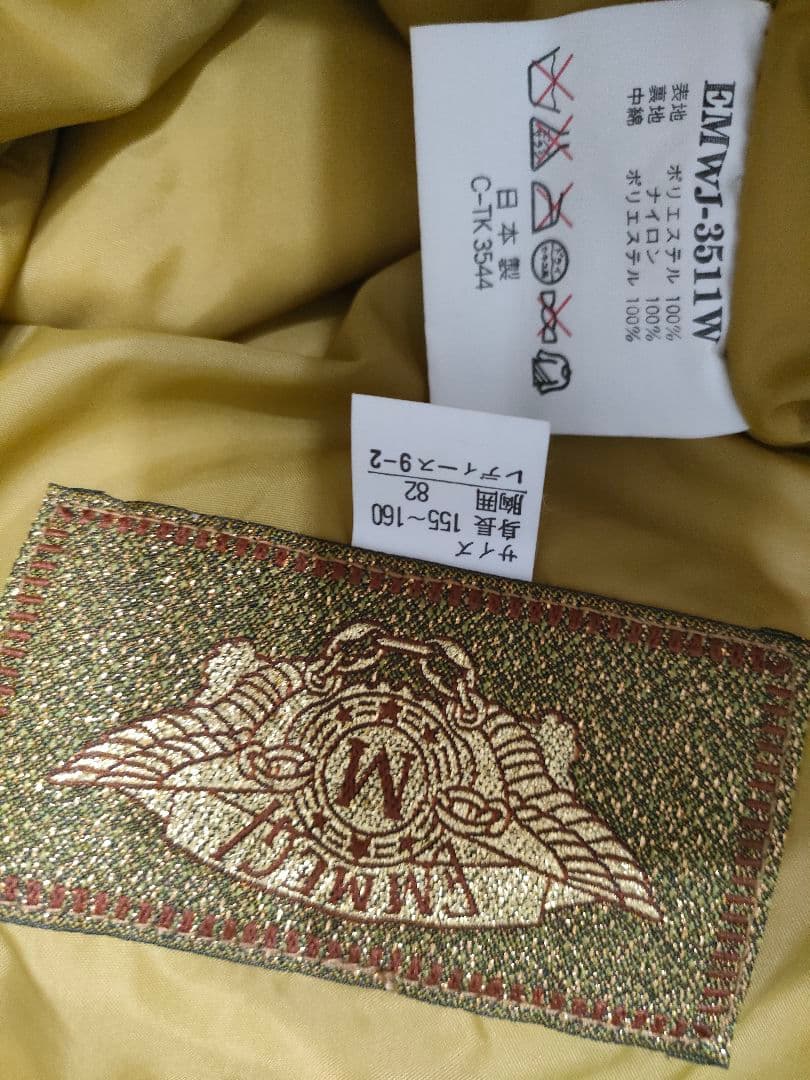 EMWJ-3511W
表地 ポリエステル 100%
裏地 ナイロン 100%
中綿 ポリエステル 100%
日本製
C-TK 3544
サイズ
身長 155~160
胸囲 82
レディース9-2
M
EMMEGI